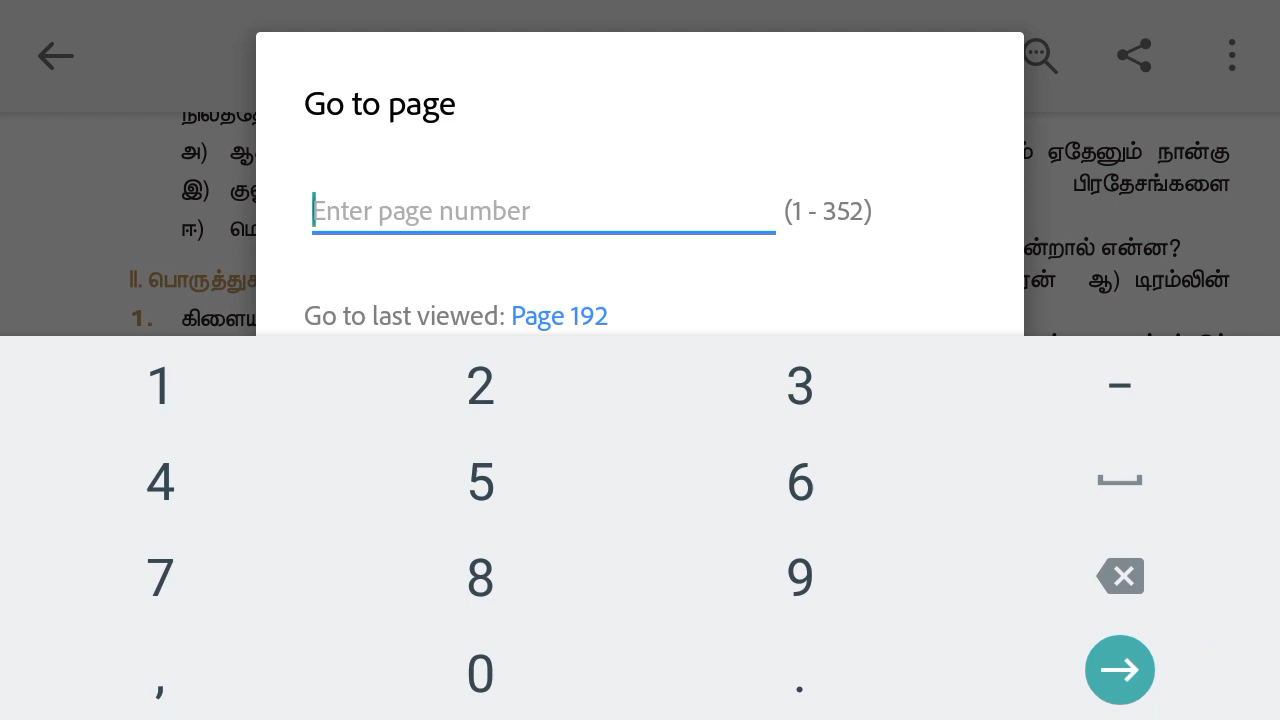 Go to page
அ)
ம் ஏதேனும் நான்கு
இ)
பிரதேசங்களை
Enter page number (1 - 352)
ஈ)
ன்றால் என்ன?
II. பொருத்துக
ரன் ஆ) டிரம்லின்
Go to last viewed: Page 192
1.
1 2 3 –
4 5 6
7 8 9
, 0 .